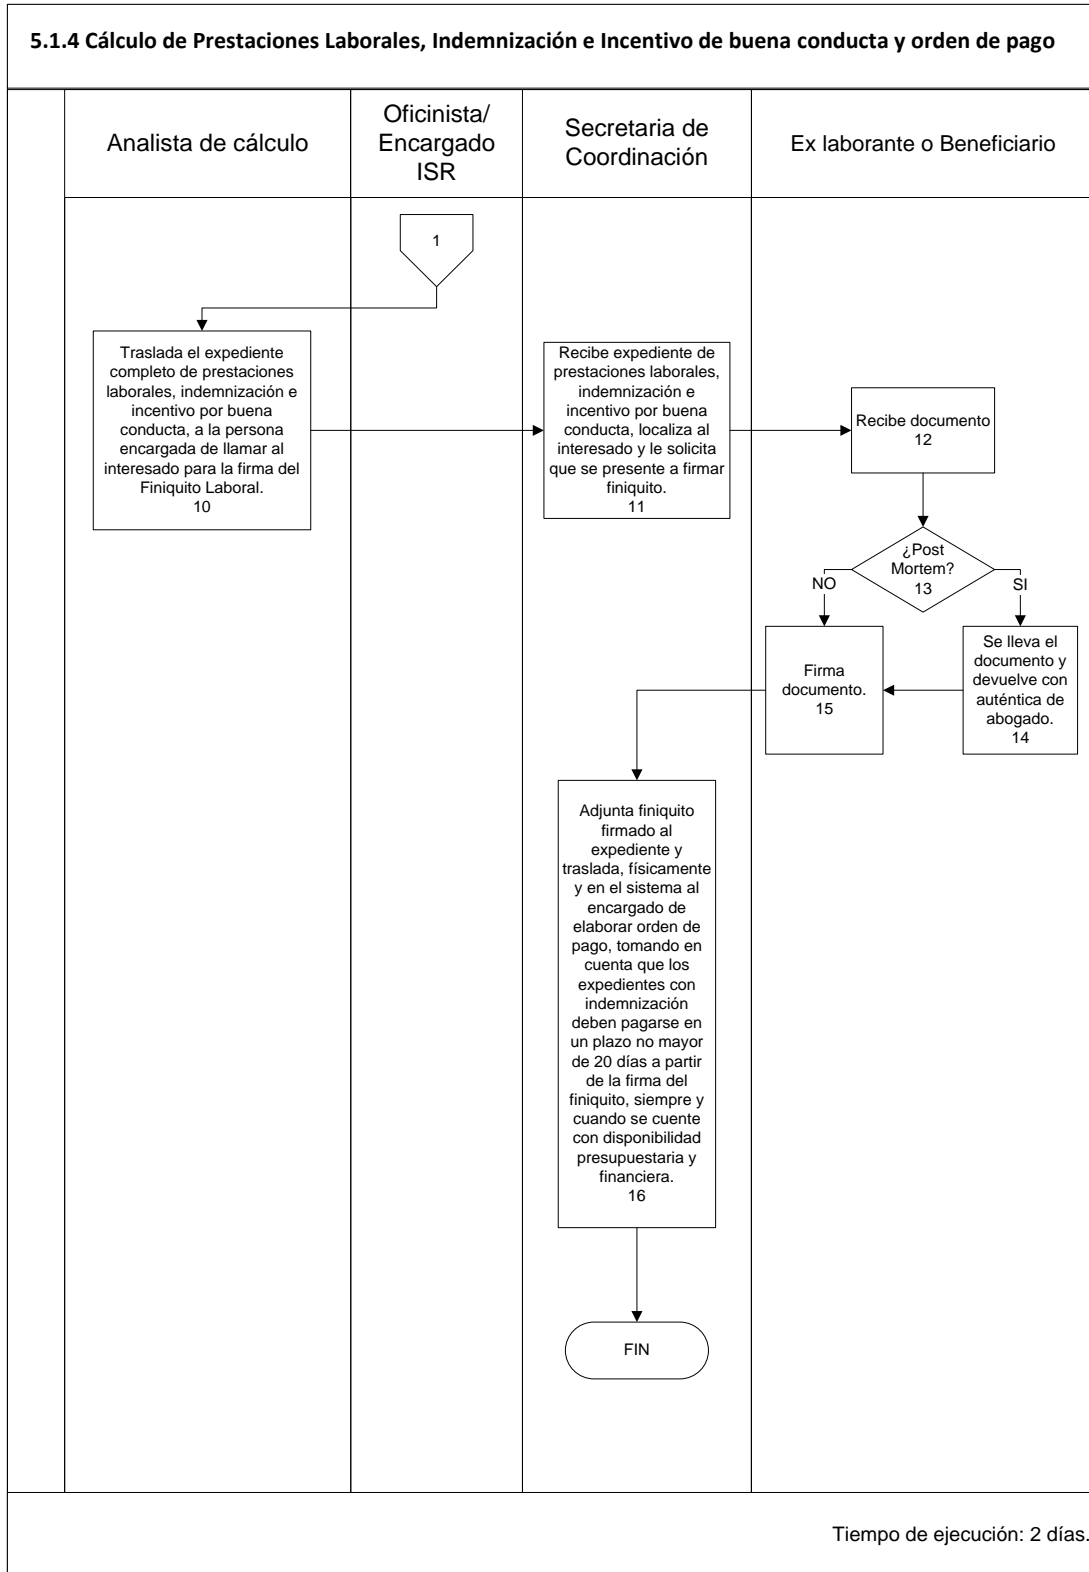 5.1.4 Cálculo de Prestaciones Laborales, Indemnización e Incentivo de buena conducta y orden de pago
Analista de cálculo
Oficinista/
Encargado
ISR
Secretaria de
Coordinación
Ex laborante o Beneficiario
1
Traslada el expediente
completo de prestaciones
laborales, indemnización e
incentivo por buena
conducta, a la persona
encargada de llamar al
interesado para la firma del
Finiquito Laboral.
10
Recibe expediente de
prestaciones laborales,
indemnización e
incentivo por buena
conducta, localiza al
interesado y le solicita
que se presente a firmar
finiquito.
11
Recibe documento
12
¿Post
Mortem?
13
NO
SI
Firma
documento.
15
Se lleva el
documento y
devuelve con
auténtica de
abogado.
14
Adjunta finiquito
firmado al
expediente y
traslada, físicamente
y en el sistema al
encargado de
elaborar orden de
pago, tomando en
cuenta que los
expedientes con
indemnización
deben pagarse en
un plazo no mayor
de 20 días a partir
de la firma del
finiquito, siempre y
cuando se cuente
con disponibilidad
presupuestaria y
financiera.
16
FIN
Tiempo de ejecución: 2 días.